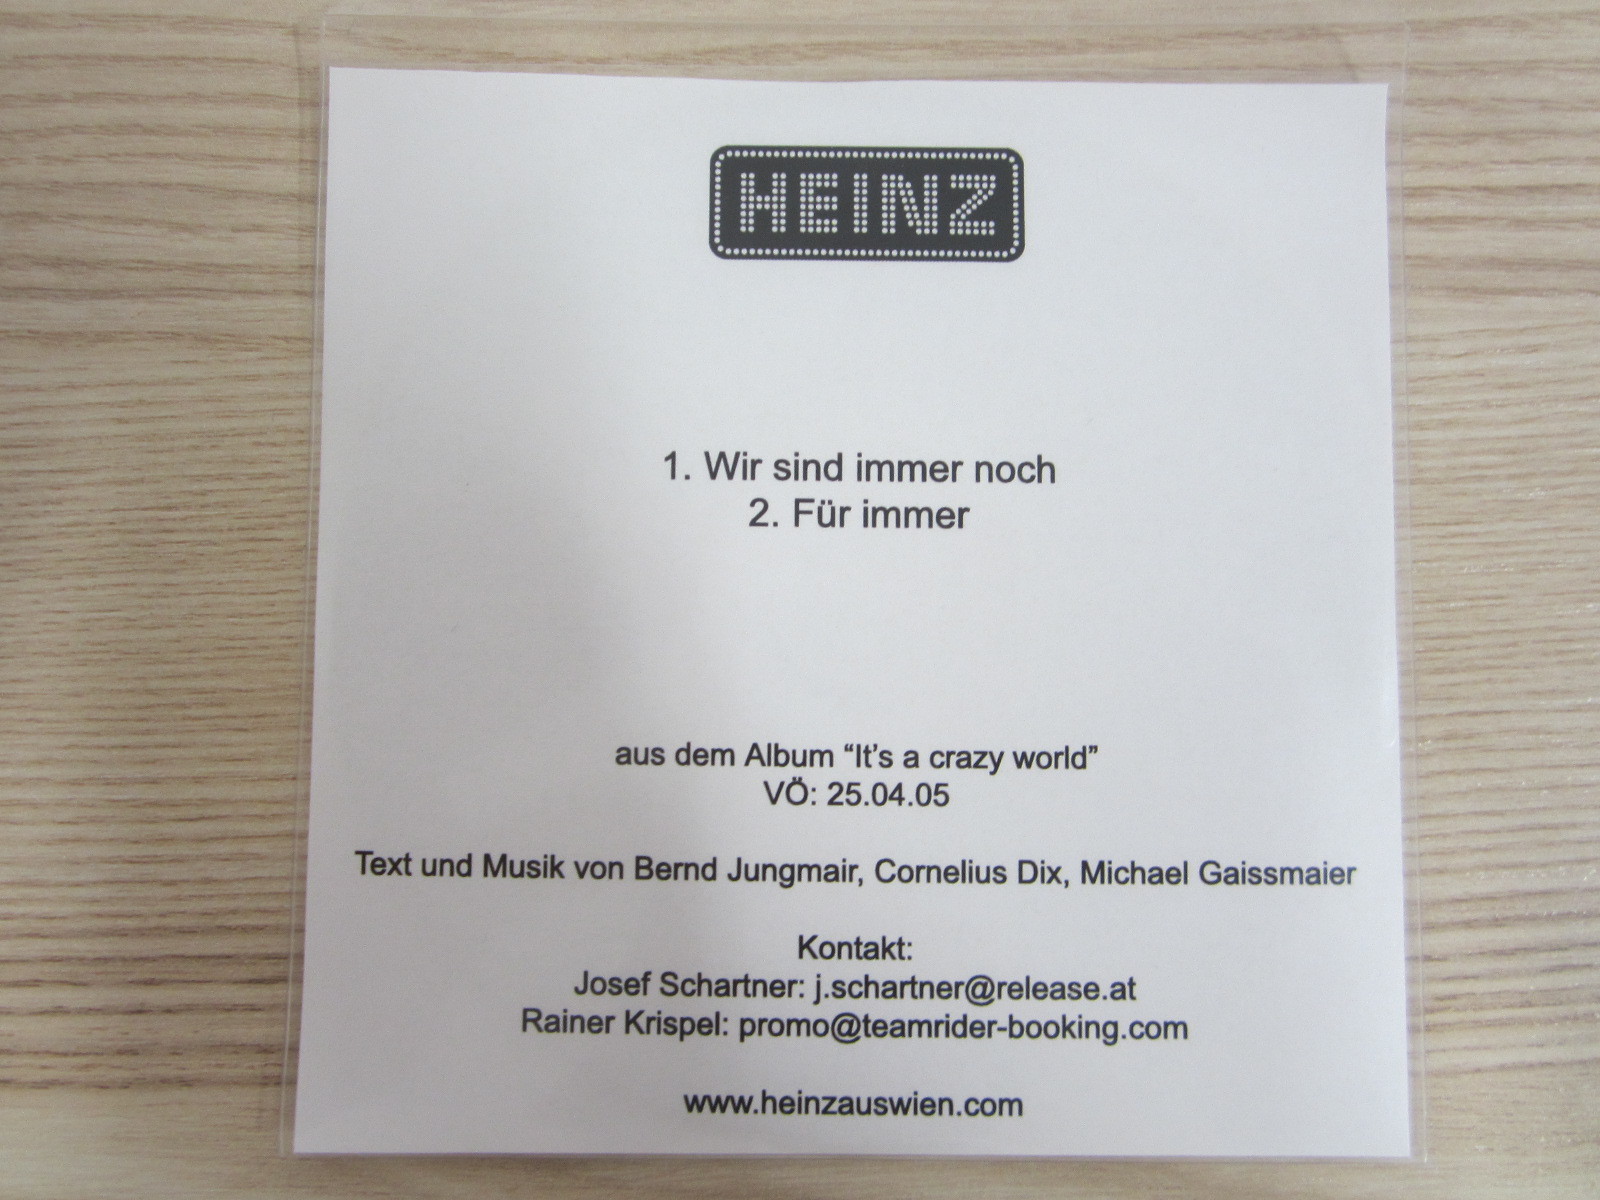 HEINZ
1. Wir sind immer noch
2. Für immer
aus dem Album “It’s a crazy world”
VÖ: 25.04.05
Text und Musik von Bernd Jungmair, Cornelius Dix, Michael Gaissmaier
Kontakt:
Josef Schartner: j.schartner@release.at
Rainer Krispel: promo@teamrider-booking.com
www.heinzauswien.com